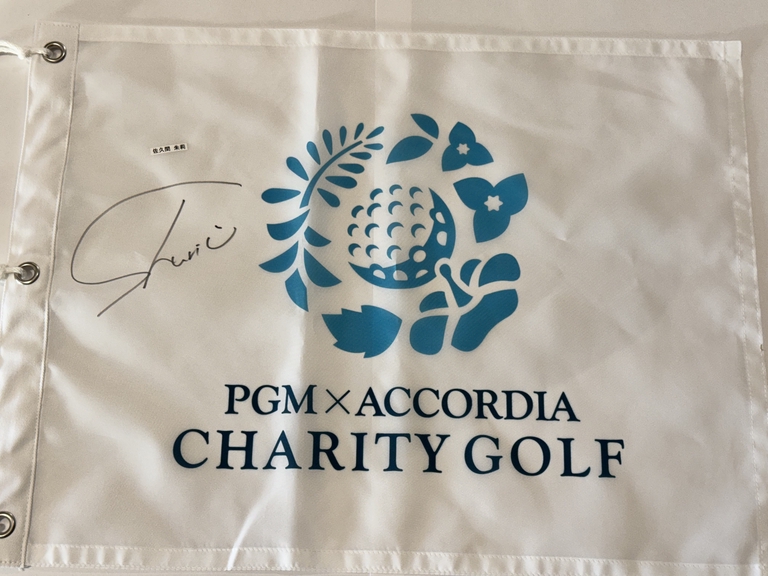 佐久間 朱莉
Shuri
PGM×ACCORDIA
CHARITY GOLF